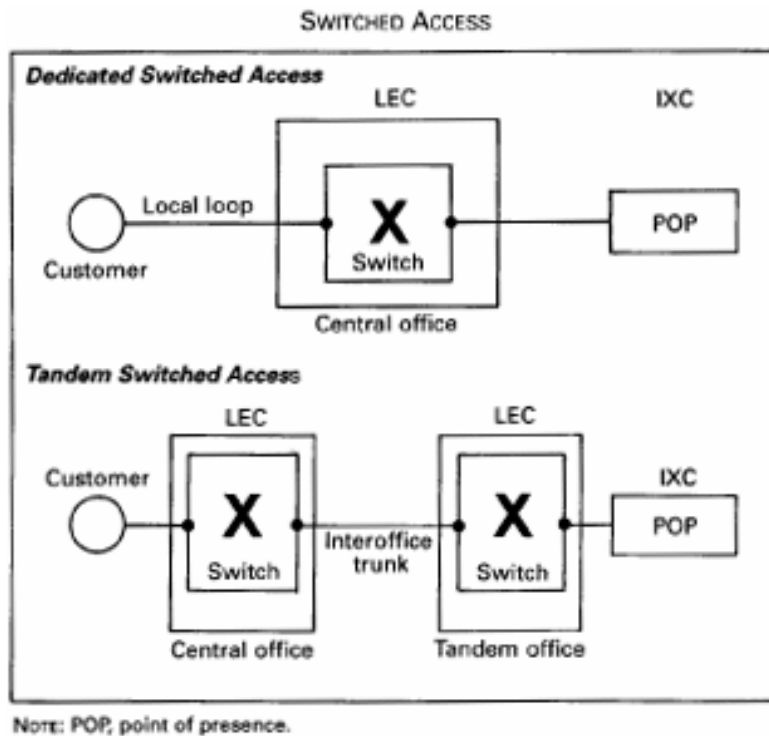 SWITCHED ACCESS
Dedicated Switched Access
LEC
IXC
Local loop
X
POP
Customer
Switch
Central office
Tandem Switched Access
LEC
LEC
Customer
IXC
X
X
POP
Interoffice
trunk
Switch
Switch
Central office
Tandem office
NOTE: POP, point of presence.